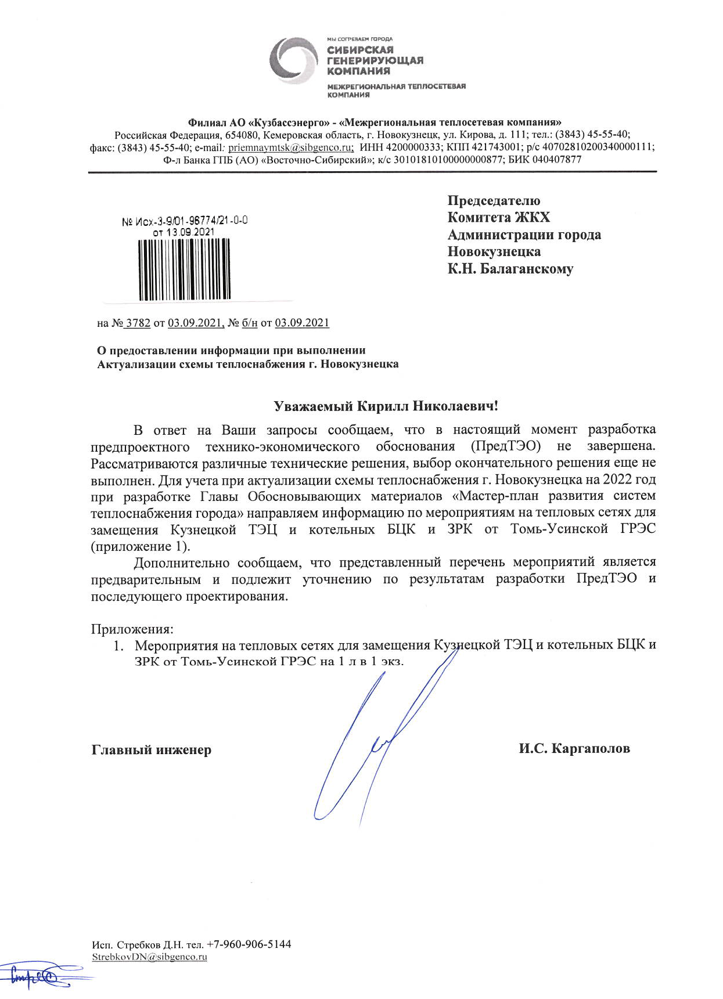 МЫ СОГРЕВАЕМ ГОРОДА
СИБИРСКАЯ
ГЕНЕРИРУЮЩАЯ
КОМПАНИЯ
МЕЖРЕГИОНАЛЬНАЯ ТЕПЛОСЕТЕВАЯ
КОМПАНИЯ
Филиал АО «Кузбассэнерго» - «Межрегиональная теплосетевая компания»
Российская Федерация, 654080, Кемеровская область, г. Новокузнецк, ул. Кирова, д. 111; тел.: (3843) 45-55-40;
факс: (3843) 45-55-40; e-mail: priemnaymtsk@sibgenco.ru; ИНН 4200000333; КПП 421743001; р/с 40702810200340000111;
Ф-л Банка ГПБ (АО) «Восточно-Сибирский»; к/с 30101810100000000877; БИК 040407877
Председателю
Комитета ЖКХ
Администрации города
Новокузнецка
К.Н. Балаганскому
№ Исх-3-9/01-96774/21-0-0
от 13.09.2021
на № 3782 от 03.09.2021, № б/н от 03.09.2021
О предоставлении информации при выполнении
Актуализации схемы теплоснабжения г. Новокузнецка
Уважаемый Кирилл Николаевич!
В ответ на Ваши запросы сообщаем, что в настоящий момент разработка
предпроектного технико-экономического обоснования (ПредТЭО) не завершена.
Рассматриваются различные технические решения, выбор окончательного решения еще не
выполнен. Для учета при актуализации схемы теплоснабжения г. Новокузнецка на 2022 год
при разработке Главы Обосновывающих материалов «Мастер-план развития систем
теплоснабжения города» направляем информацию по мероприятиям на тепловых сетях для
замещения Кузнецкой ТЭЦ и котельных БЦК и ЗРК от Томь-Усинской ГРЭС
(приложение 1).
Дополнительно сообщаем, что представленный перечень мероприятий является
предварительным и подлежит уточнению по результатам разработки ПредТЭО и
последующего проектирования.
Приложения:
1. Мероприятия на тепловых сетях для замещения Кузнецкой ТЭЦ и котельных БЦК и
ЗРК от Томь-Усинской ГРЭС на 1 л в 1 экз.
Главный инженер
И.С. Каргаполов
Исп. Стребков Д.Н. тел. +7-960-906-5144
StrebkovDN@sibgenco.ru